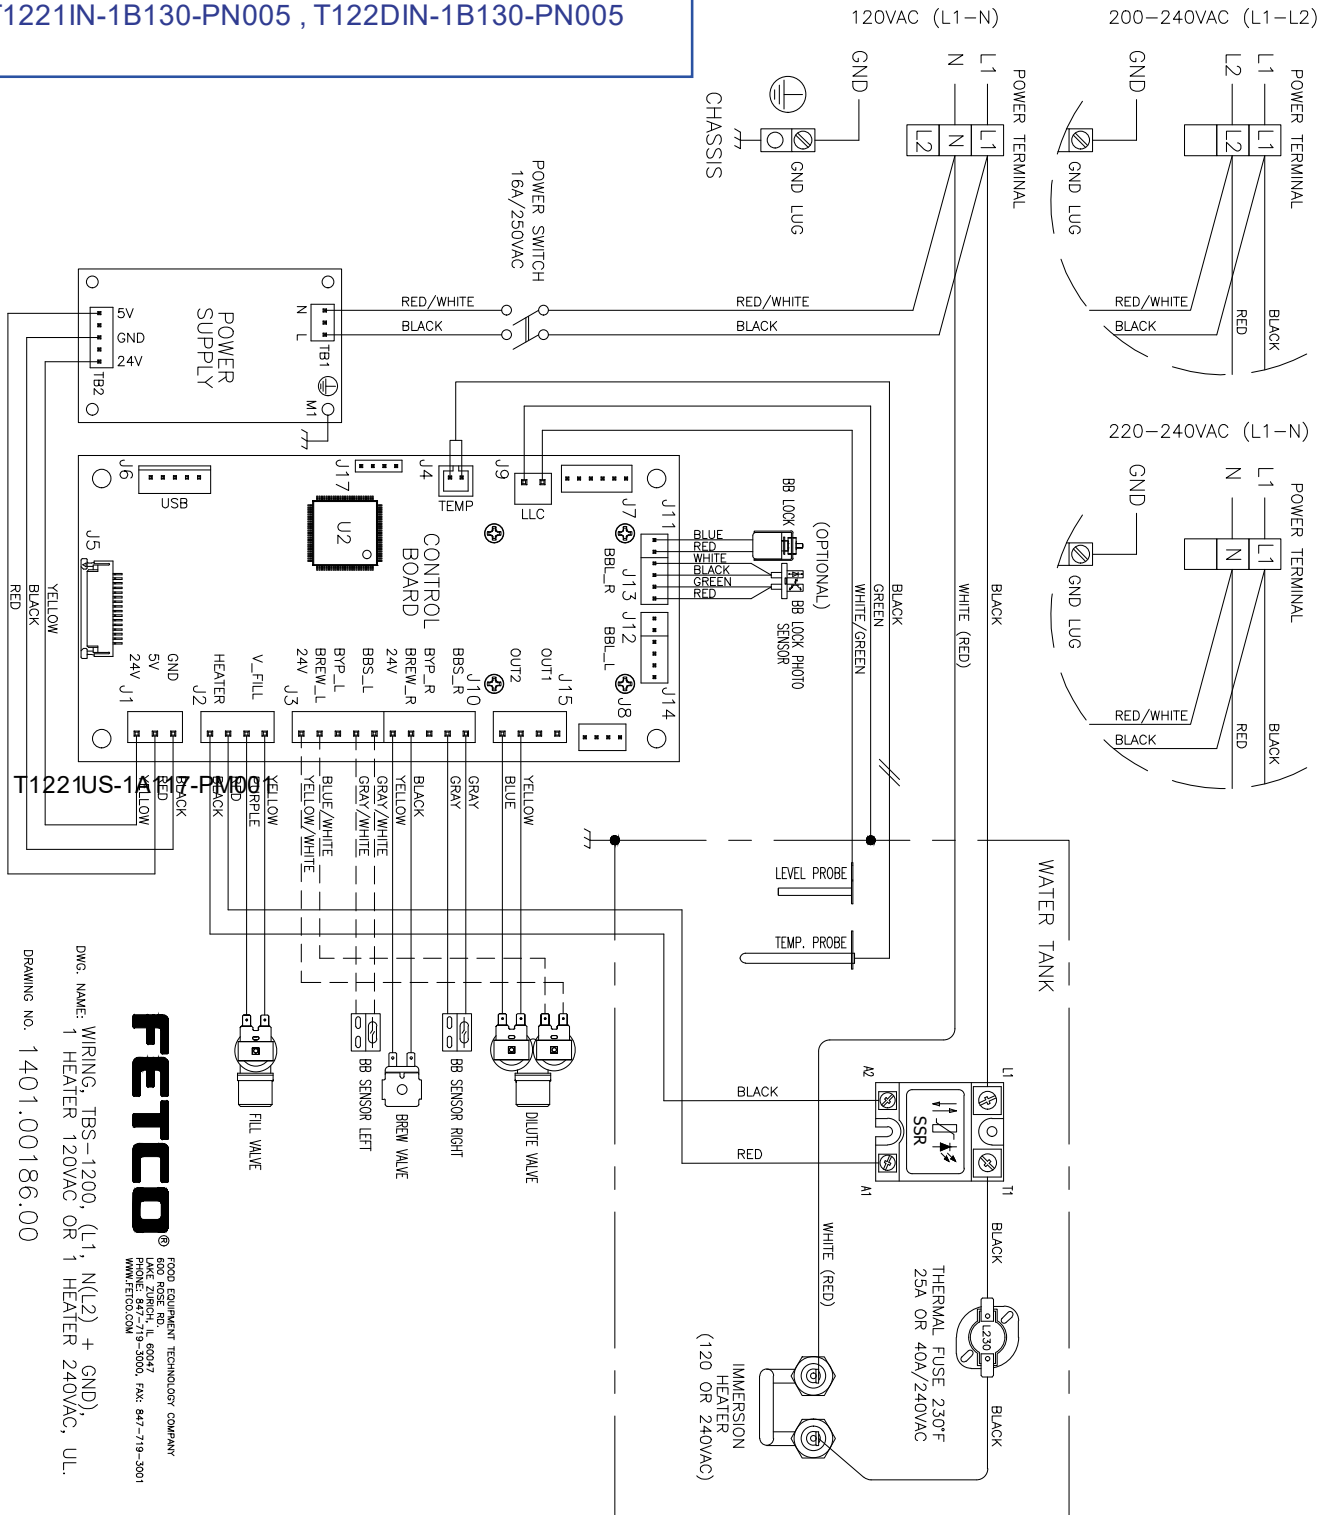 T1221IN-1B130-PN005 , T122DIN-1B130-PN005
120VAC (L1-N)
GND
N
L1
POWER TERMINAL
L2
N
L1
GND LUG
CHASSIS
200-240VAC (L1-L2)
GND
L2
L1
POWER TERMINAL
L2
L1
GND LUG
RED/WHITE
BLACK
RED
BLACK
220-240VAC (L1-N)
GND
N
L1
POWER TERMINAL
N
L1
GND LUG
RED/WHITE
BLACK
RED
BLACK
POWER SWITCH
16A/250VAC
RED/WHITE
BLACK
RED/WHITE
BLACK
5V
GND
24V
TB2
POWER
SUPPLY
N
L
TB1
M1
YELLOW
BLACK
RED
J6
USB
J17
J4
TEMP
J9
LLC
J7
J11
J13
BBL_R
J12
BBL_L
J14
J8
J5
U2
CONTROL
BOARD
BLUE
RED
WHITE
BLACK
GREEN
RED
BB LOCK
(OPTIONAL)
BB LOCK PHOTO
SENSOR
WHITE/GREEN
GREEN
BLACK
WHITE (RED)
BLACK
24V
5V
GND
J1
HEATER
V_FILL
J2
24V
BREW_L
BYP_L
BBS_L
J3
24V
BREW_R
BYP_R
BBS_R
J10
OUT2
OUT1
J15
T1221US-1A117-PM001
YELLOW
RED
BLACK
BLACK
RED
PURPLE
YELLOW
YELLOW/WHITE
BLUE/WHITE
GRAY/WHITE
GRAY/WHITE
YELLOW
BLACK
GRAY
GRAY
BLUE
YELLOW
LEVEL PROBE
TEMP. PROBE
WATER TANK
FILL VALVE
BB SENSOR LEFT
BREW VALVE
BB SENSOR RIGHT
DILUTE VALVE
BLACK
RED
A2
A1
L1
T1
SSR
BLACK
WHITE (RED)
L230
THERMAL FUSE 230°F
25A OR 40A/240VAC
BLACK
IMMERSION
HEATER
(120 OR 240VAC)
FETCO®
FOOD EQUIPMENT TECHNOLOGY COMPANY
600 ROSE RD.
LAKE ZURICH, IL 60047
PHONE: 847-719-3000, FAX: 847-719-3001
WWW.FETCO.COM
DWG. NAME: WIRING, TBS-1200, (L1, N(L2) + GND),
1 HEATER 120VAC OR 1 HEATER 240VAC, UL.
DRAWING NO. 1401.00186.00